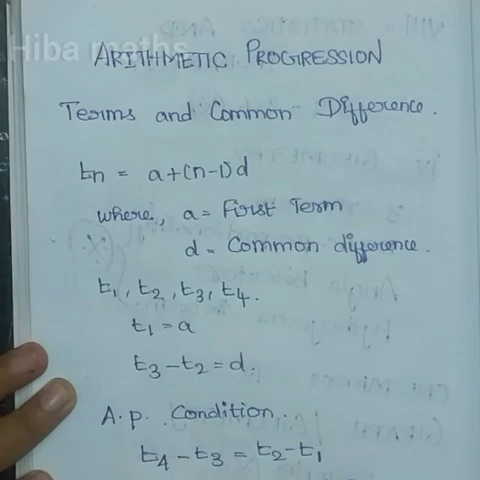 Hiba maths
ARITHMETIC PROGRESSION
Terms and Common Difference.
tn = a+(n-1)d
where, a = First Term
d = Common difference.
t1, t2, t3, t4.
t1 = a
t3 - t2 = d.
A.p. Condition.
t4 - t3 = t2 - t1